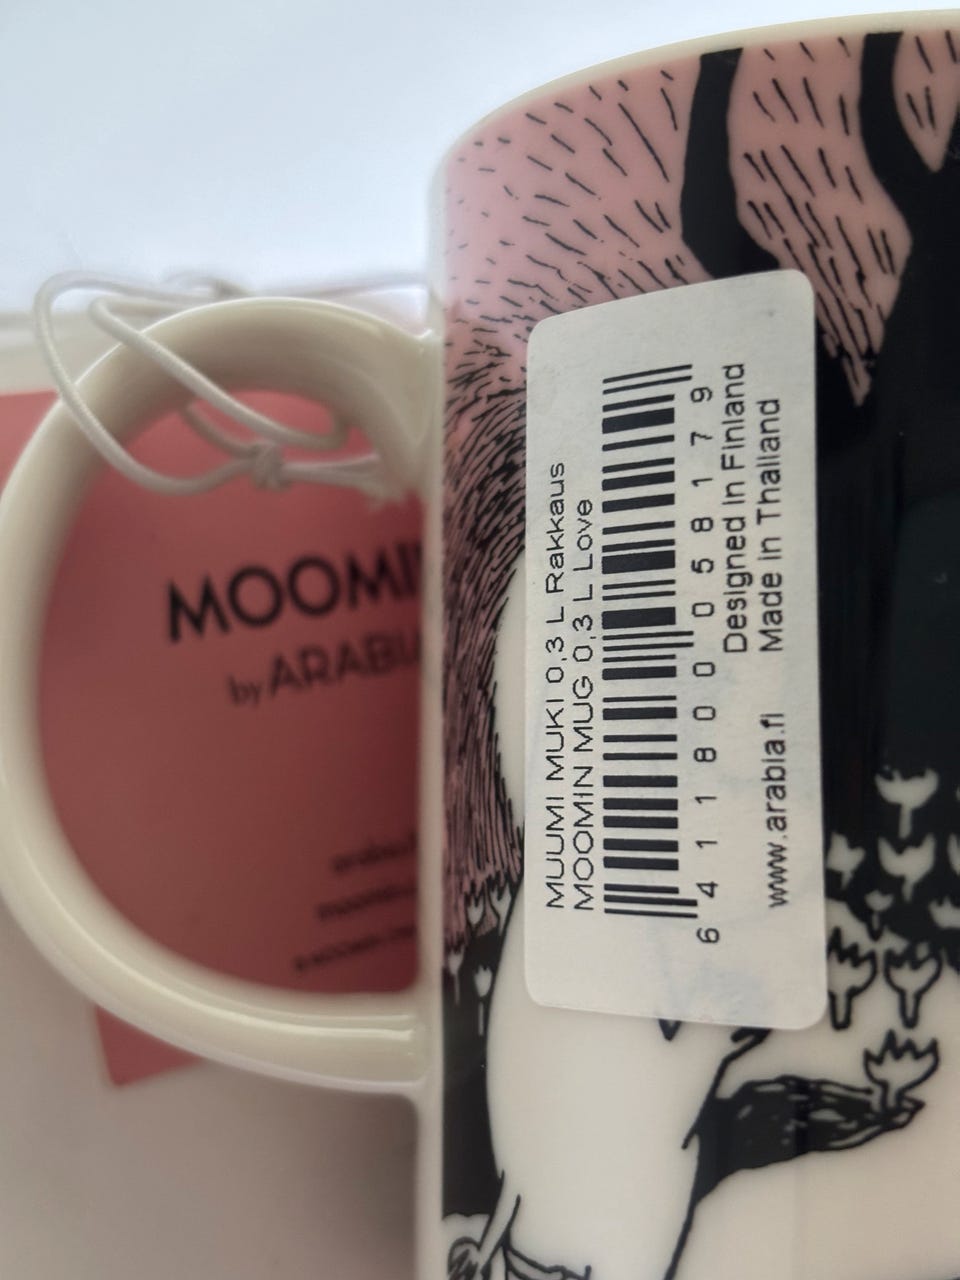 MUUMI MUKI 0,3 L Rakkaus
MOOMIN MUG 0,3 L Love
6 411800 058179
Designed in Finland
www.arabia.fi Made in Thailand
MOOMI
by ARABIA